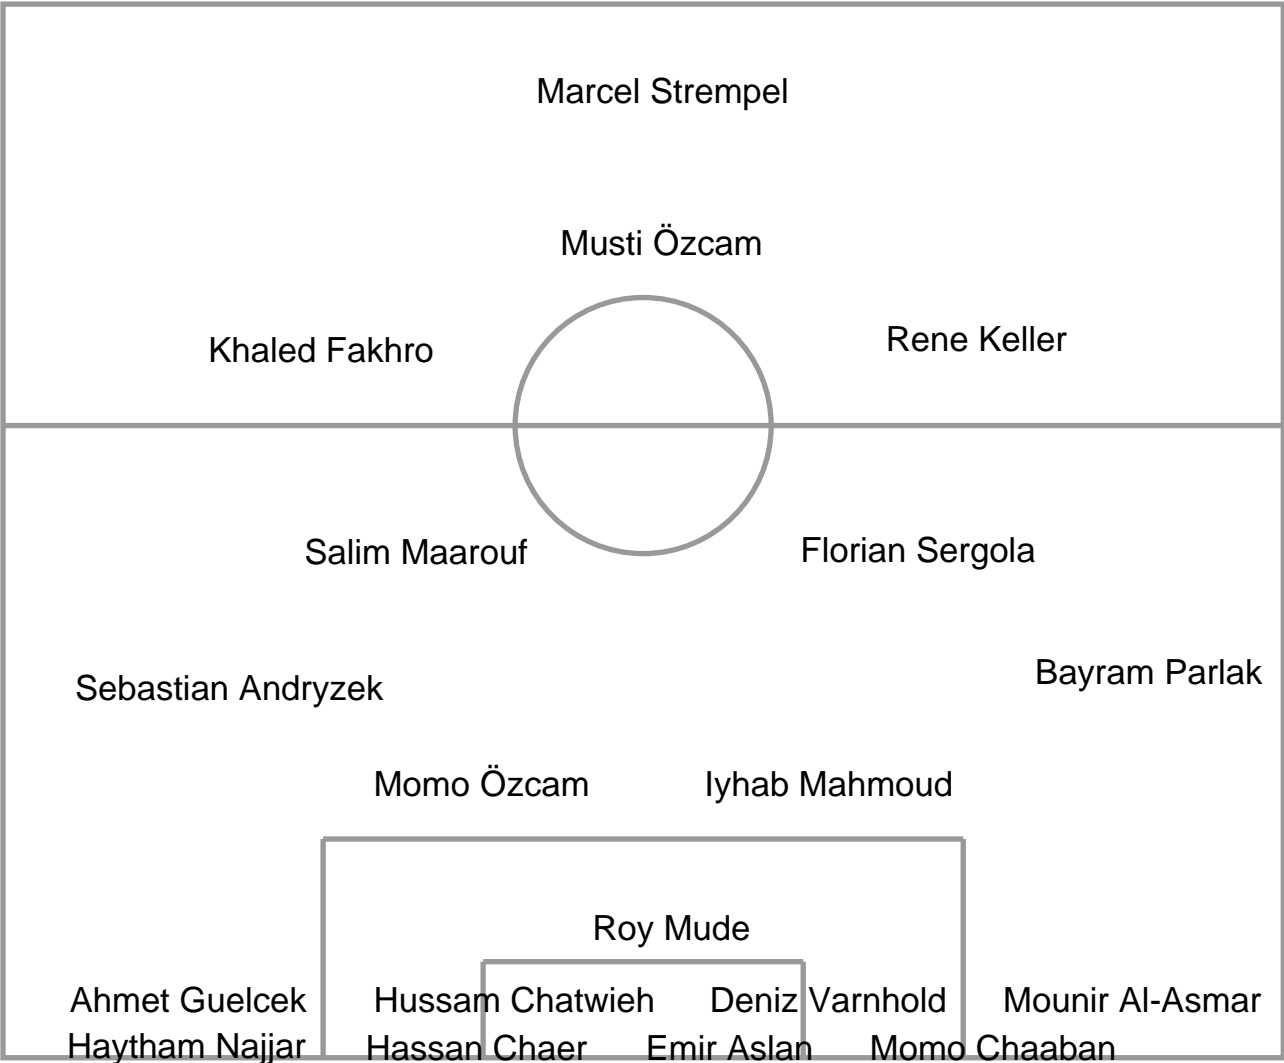 Marcel Strempel
Musti Özcam
Khaled Fakhro
Rene Keller
Salim Maarouf
Florian Sergola
Sebastian Andryzek
Bayram Parlak
Momo Özcam
Iyhab Mahmoud
Roy Mude
Ahmet Guelcek
Hussam Chatwieh
Deniz Varnhold
Mounir Al-Asmar
Haytham Najjar
Hassan Chaer
Emir Aslan
Momo Chaaban